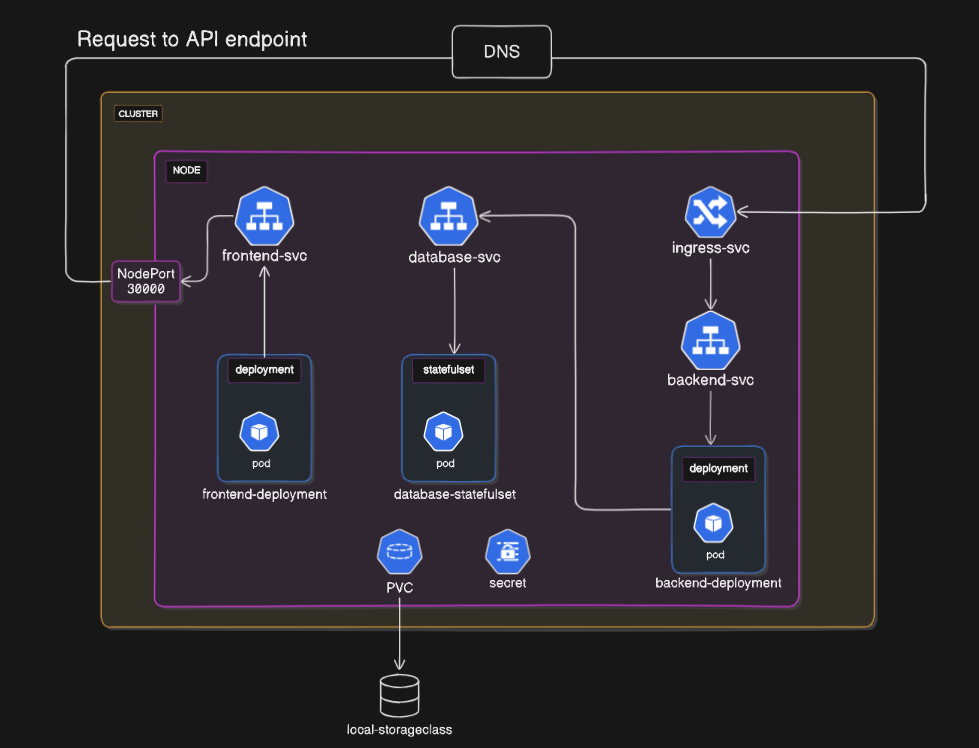 Request to API endpoint
DNS
CLUSTER
NODE
frontend-svc
database-svc
ingress-svc
NodePort
30000
backend-svc
deployment
pod
frontend-deployment
statefulset
pod
database-statefulset
deployment
pod
backend-deployment
PVC
secret
local-storageclass